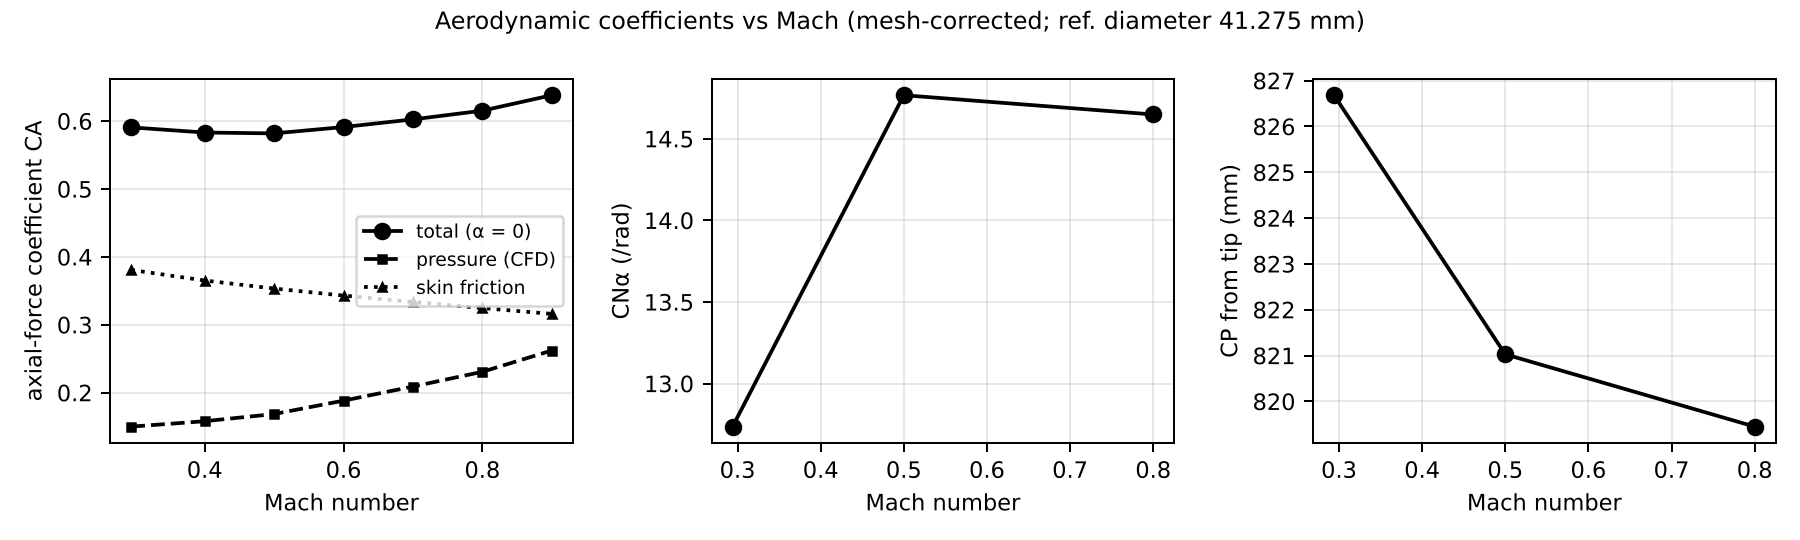 Aerodynamic coefficients vs Mach (mesh-corrected; ref. diameter 41.275 mm)
axial-force coefficient CA
0.6
0.5
0.4
0.3
0.2
total (α = 0)
pressure (CFD)
skin friction
0.4 0.6 0.8
Mach number
CNα (/rad)
14.5
14.0
13.5
13.0
0.3 0.4 0.5 0.6 0.7 0.8
Mach number
CP from tip (mm)
827
826
825
824
823
822
821
820
0.3 0.4 0.5 0.6 0.7 0.8
Mach number